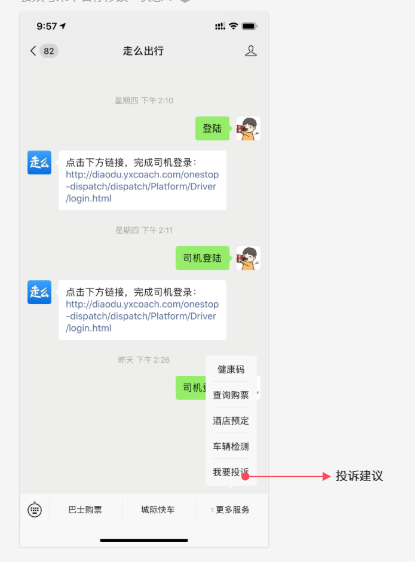 9:57
82
走么出行
星期四 下午 2:10
登陆
走么
点击下方链接，完成司机登录：
http://diaodu.yxcoach.com/onestop
-dispatch/dispatch/Platform/Driver
/login.html
星期四 下午 2:11
司机登陆
走么
点击下方链接，完成司机登录：
http://diaodu.yxcoach.com/onestop
-dispatch/dispatch/Platform/Driver
/login.html
昨天 下午 2:26
司机
健康码
查询购票
酒店预定
车辆检测
我要投诉
投诉建议
巴士购票
城际快车
更多服务